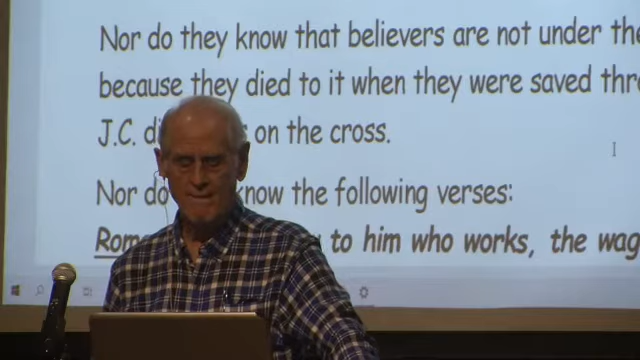 Nor do they know that believers are not under the
because they died to it when they were saved thr
J.C. di on the cross.
Nor do know the following verses:
Rom to him who works, the wag